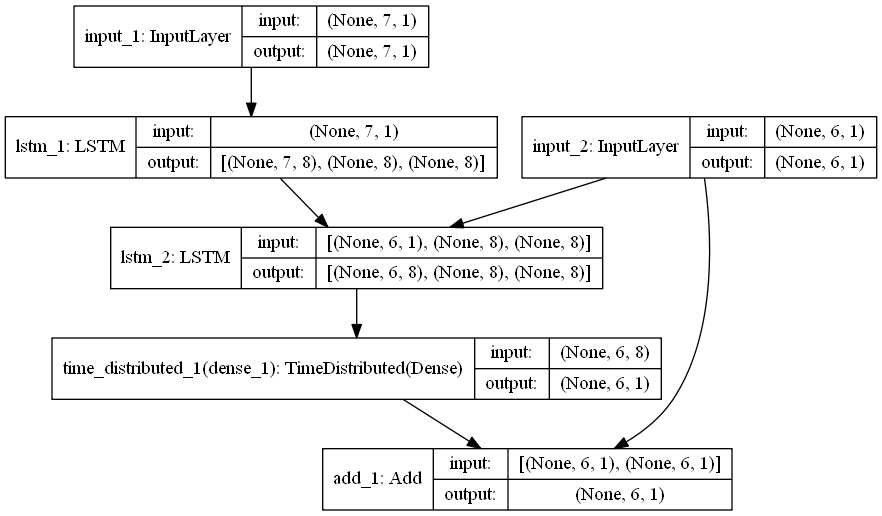 input_1: InputLayer
input:
(None, 7, 1)
output:
(None, 7, 1)
lstm_1: LSTM
input:
(None, 7, 1)
output:
[(None, 7, 8), (None, 8), (None, 8)]
input_2: InputLayer
input:
(None, 6, 1)
output:
(None, 6, 1)
lstm_2: LSTM
input:
[(None, 6, 1), (None, 8), (None, 8)]
output:
[(None, 6, 8), (None, 8), (None, 8)]
time_distributed_1(dense_1): TimeDistributed(Dense)
input:
(None, 6, 8)
output:
(None, 6, 1)
add_1: Add
input:
[(None, 6, 1), (None, 6, 1)]
output:
(None, 6, 1)